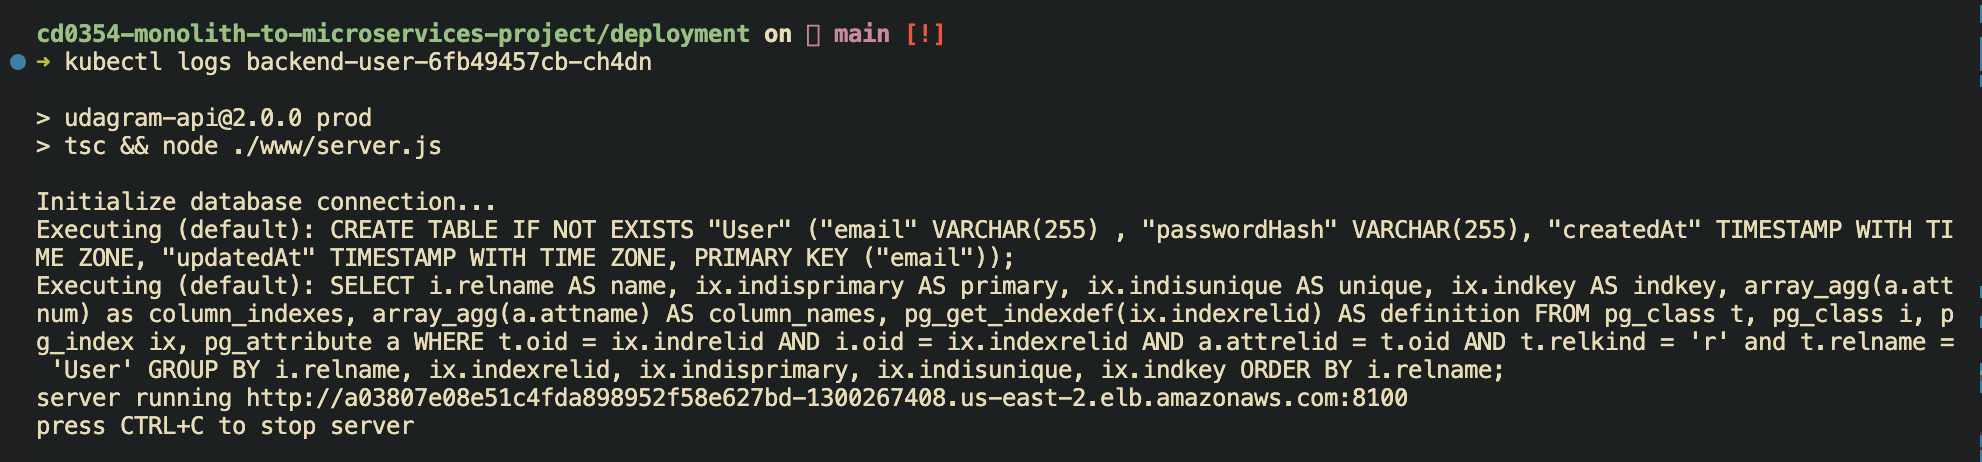 cd0354-monolith-to-microservices-project/deployment on  main [!]
➜ kubectl logs backend-user-6fb49457cb-ch4dn
> udagram-api@2.0.0 prod
> tsc && node ./www/server.js
Initialize database connection...
Executing (default): CREATE TABLE IF NOT EXISTS "User" ("email" VARCHAR(255) , "passwordHash" VARCHAR(255), "createdAt" TIMESTAMP WITH TI
ME ZONE, "updatedAt" TIMESTAMP WITH TIME ZONE, PRIMARY KEY ("email"));
Executing (default): SELECT i.relname AS name, ix.indisprimary AS primary, ix.indisunique AS unique, ix.indkey AS indkey, array_agg(a.att
num) as column_indexes, array_agg(a.attname) AS column_names, pg_get_indexdef(ix.indexrelid) AS definition FROM pg_class t, pg_class i, p
g_index ix, pg_attribute a WHERE t.oid = ix.indrelid AND i.oid = ix.indexrelid AND a.attrelid = t.oid AND t.relkind = 'r' and t.relname =
 'User' GROUP BY i.relname, ix.indexrelid, ix.indisprimary, ix.indisunique, ix.indkey ORDER BY i.relname;
server running http://a03807e08e51c4fda898952f58e627bd-1300267408.us-east-2.elb.amazonaws.com:8100
press CTRL+C to stop server